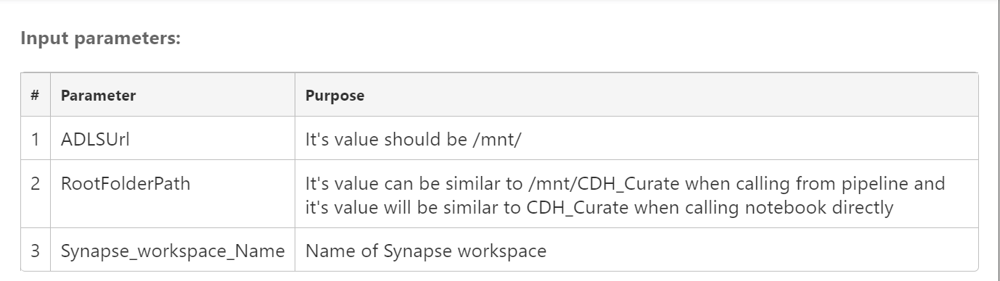 Input parameters:
# Parameter Purpose
1 ADLSUrl It's value should be /mnt/
2 RootFolderPath It's value can be similar to /mnt/CDH_Curate when calling from pipeline and
it's value will be similar to CDH_Curate when calling notebook directly
3 Synapse_workspace_Name Name of Synapse workspace